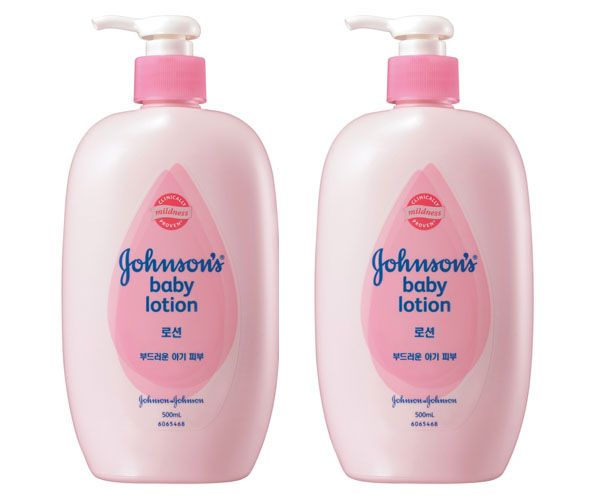 CLINICALLY
mildness
PROVEN
Johnson's®
baby
lotion
로션
부드러운 아기 피부
Johnson & Johnson
500mL
6065468
CLINICALLY
mildness
PROVEN
Johnson's®
baby
lotion
로션
부드러운 아기 피부
Johnson & Johnson
500mL
6065468